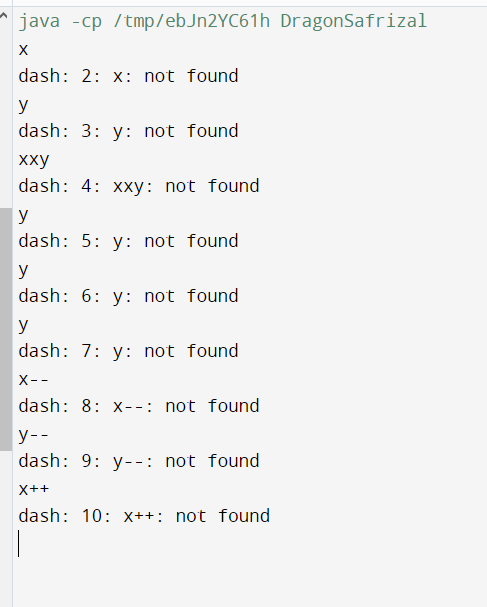 java -cp /tmp/ebJn2YC61h DragonSafrizal
x
dash: 2: x: not found
y
dash: 3: y: not found
xxy
dash: 4: xxy: not found
y
dash: 5: y: not found
y
dash: 6: y: not found
y
dash: 7: y: not found
x--
dash: 8: x--: not found
y--
dash: 9: y--: not found
x++
dash: 10: x++: not found